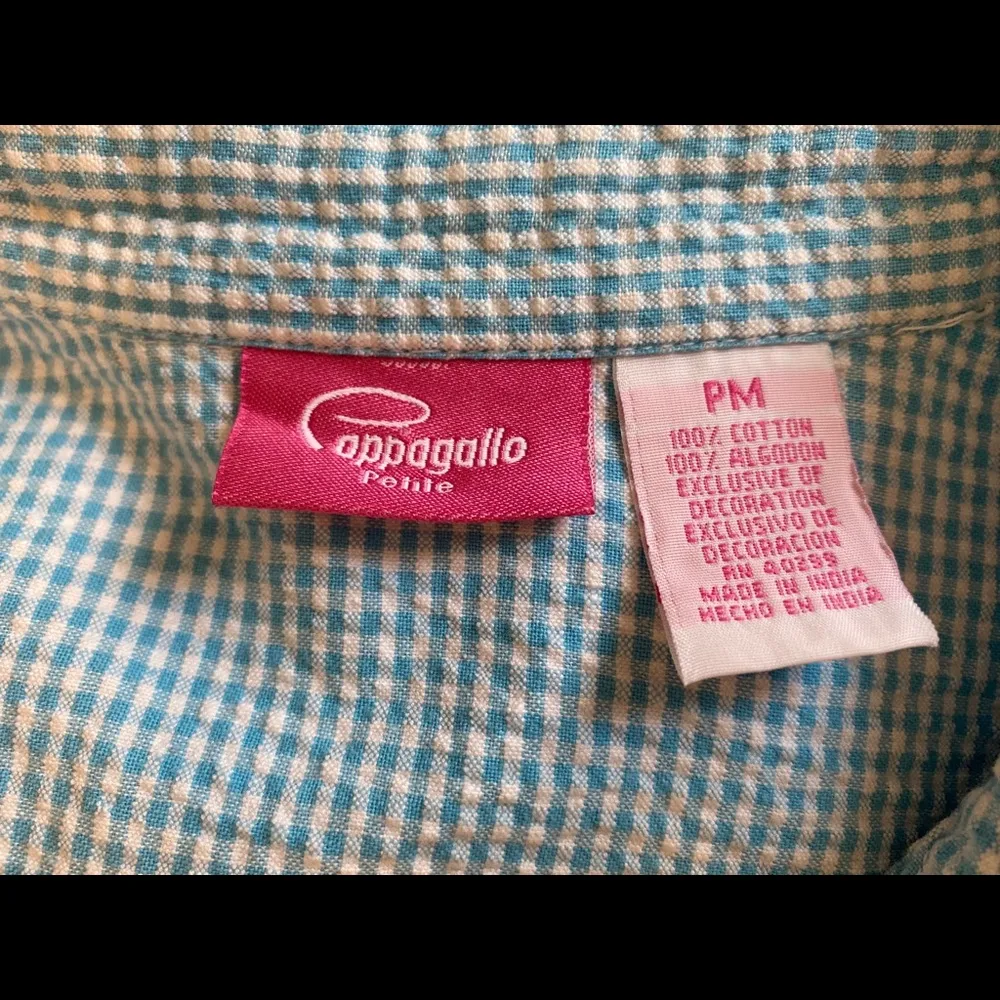 Pappagallo
Petite
PM
100% COTTON
100% ALGODON
EXCLUSIVE OF
DECORATION
EXCLUSIVO DE
DECORACION
RN 40299
MADE IN INDIA
HECHO EN INDIA